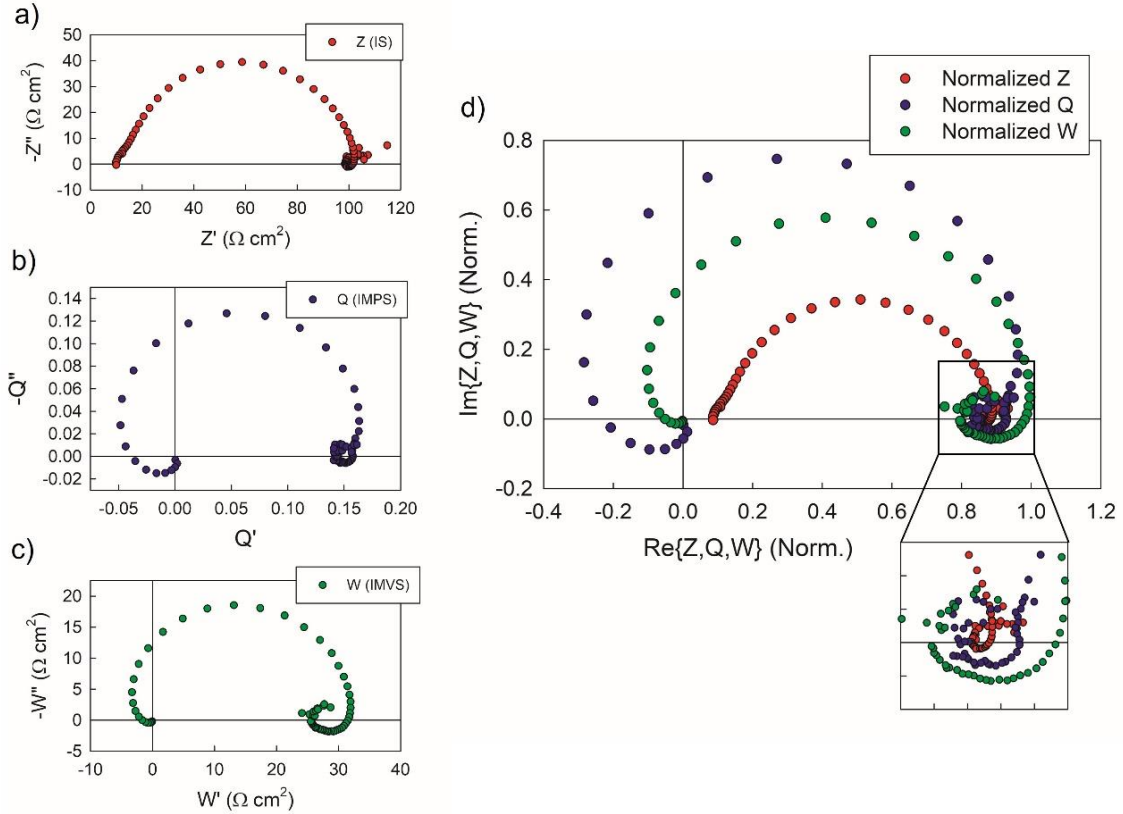 a)
50
40
30
20
10
0
-10
-Z" (Ω cm²)
Z (IS)
0 20 40 60 80 100 120
Z' (Ω cm²)
b)
0.14
0.12
0.10
0.08
0.06
0.04
0.02
0.00
-0.02
-Q"
Q (IMPS)
-0.05 0.00 0.05 0.10 0.15 0.20
Q'
c)
20
15
10
5
0
-5
-W" (Ω cm²)
W (IMVS)
-10 0 10 20 30 40
W' (Ω cm²)
d)
Normalized Z
Normalized Q
Normalized W
0.8
0.6
0.4
0.2
0.0
-0.2
Im{Z,Q,W} (Norm.)
-0.4 -0.2 0.0 0.2 0.4 0.6 0.8 1.0 1.2
Re{Z,Q,W} (Norm.)